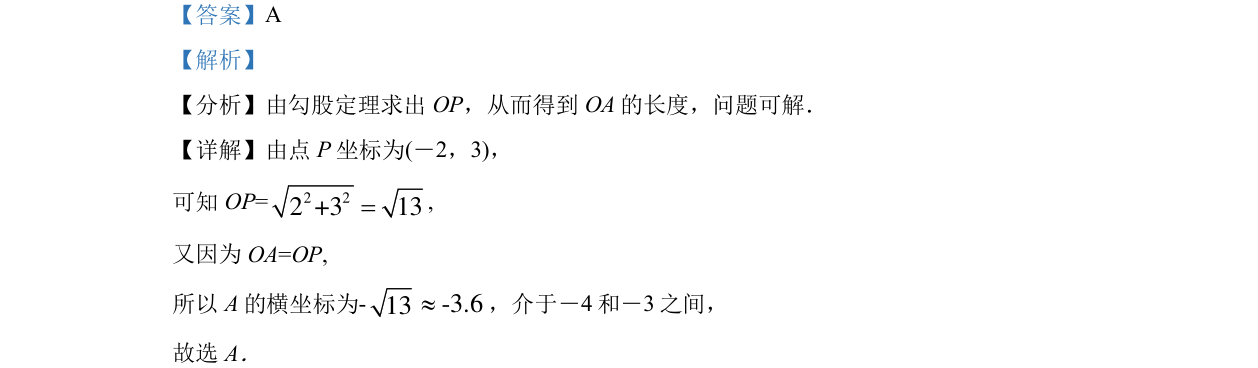 【答案】A
【解析】
【分析】由勾股定理求出 OP，从而得到 OA 的长度，问题可解．
【详解】由点 P 坐标为(－2，3)，
可知 OP=√(2²+3²) = √13 ,
又因为 OA=OP,
所以 A 的横坐标为-√13 ≈ -3.6 ，介于－4 和－3 之间，
故选 A．